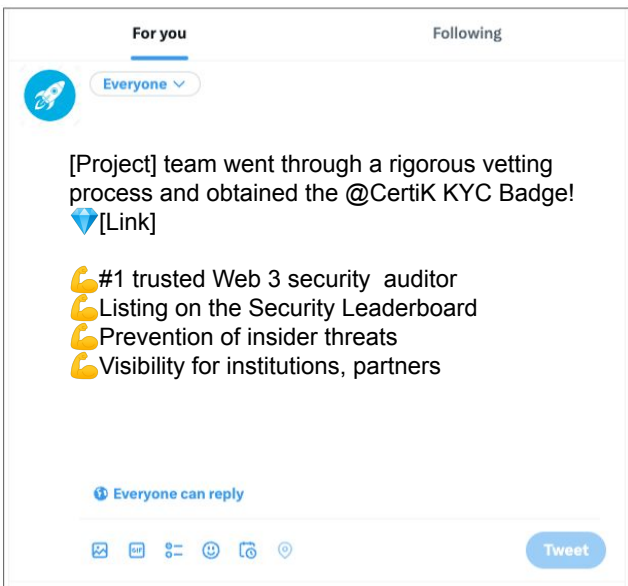 For you
Following
Everyone
[Project] team went through a rigorous vetting
process and obtained the @CertiK KYC Badge!
💎[Link]
💪#1 trusted Web 3 security  auditor
💪Listing on the Security Leaderboard
💪Prevention of insider threats
💪Visibility for institutions, partners
Everyone can reply
GIF
Tweet